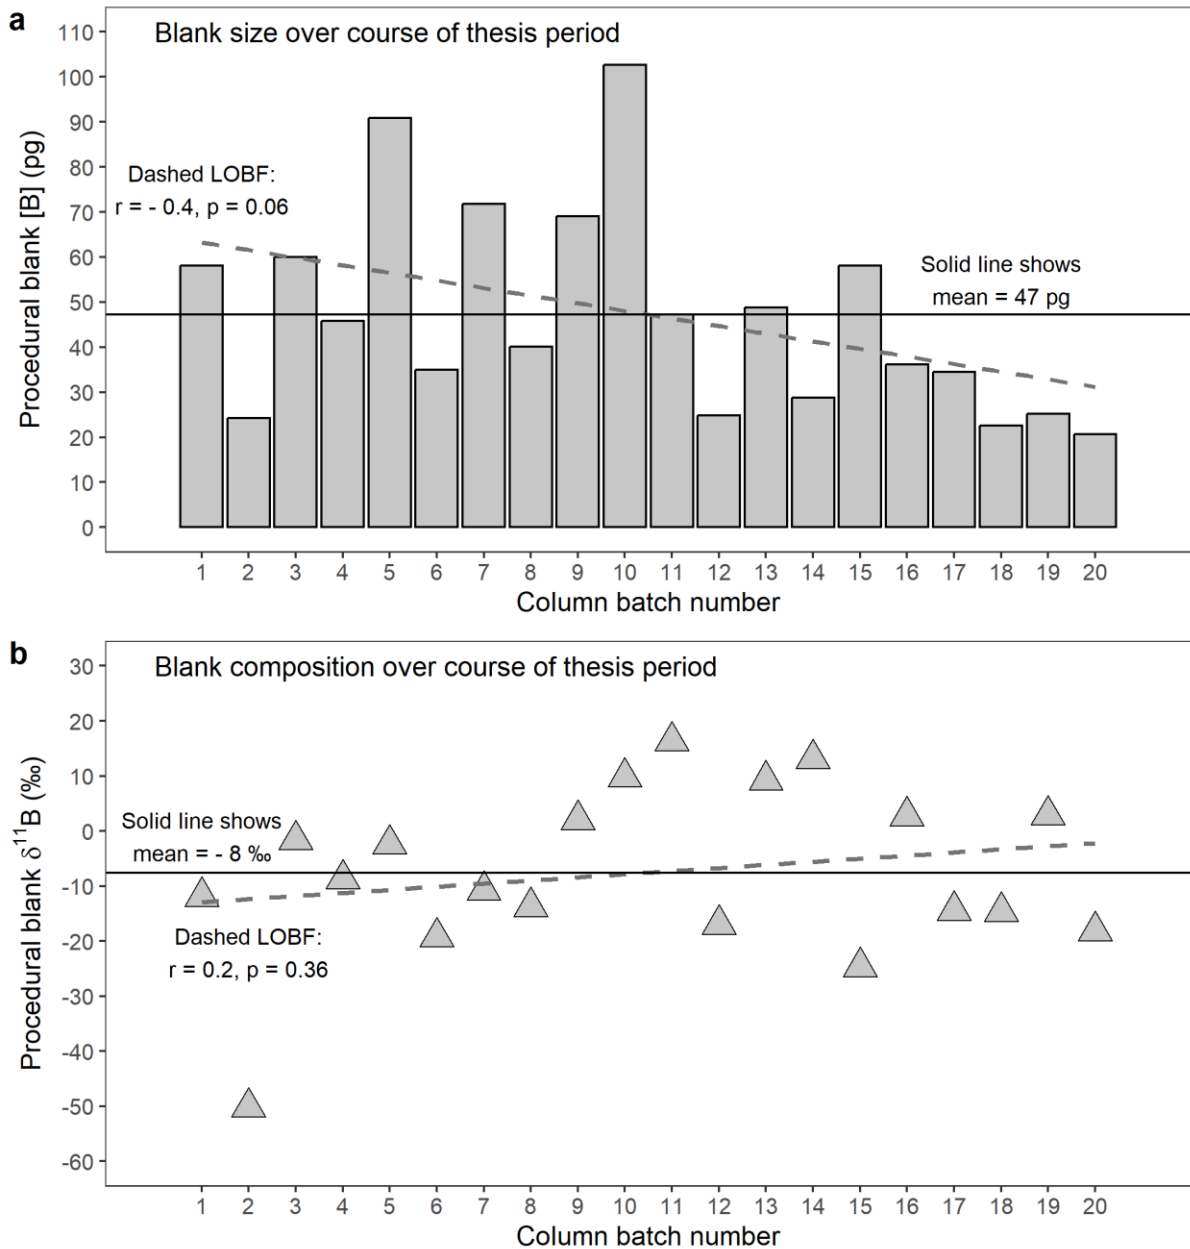 a
Blank size over course of thesis period
Procedural blank [B] (pg)
110
100
90
80
70
60
50
40
30
20
10
0
Dashed LOBF:
r = - 0.4, p = 0.06
Solid line shows
mean = 47 pg
1 2 3 4 5 6 7 8 9 10 11 12 13 14 15 16 17 18 19 20
Column batch number
b
Blank composition over course of thesis period
Procedural blank δ¹¹B (‰)
30
20
10
0
-10
-20
-30
-40
-50
-60
Solid line shows
mean = - 8 ‰
Dashed LOBF:
r = 0.2, p = 0.36
1 2 3 4 5 6 7 8 9 10 11 12 13 14 15 16 17 18 19 20
Column batch number